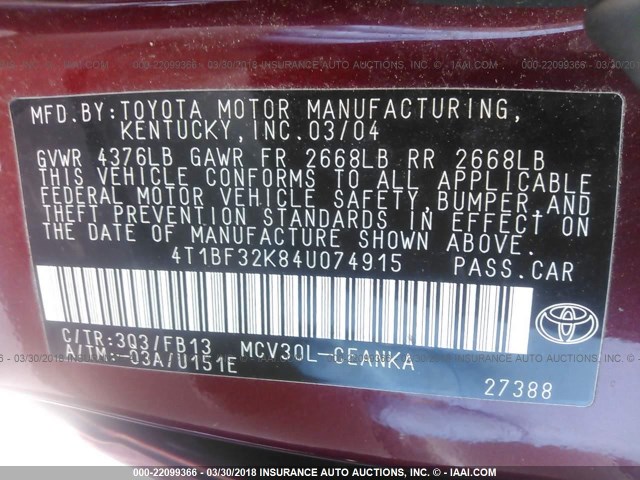 MFD.BY:TOYOTA MOTOR MANUFACTURING,
KENTUCKY,INC.03/04
GVWR 4376LB GAWR FR 2668LB RR 2668LB
THIS VEHICLE CONFORMS TO ALL APPLICABLE
FEDERAL MOTOR VEHICLE SAFETY,BUMPER AND
THEFT PREVENTION STANDARDS IN EFFECT ON
THE DATE OF MANUFACTURE SHOWN ABOVE.
4T1BF32K84U074915 PASS.CAR
TOYOTA
C/TR:3Q3/FB13 MCV30L-CEANKA
A/TM:-03A/U151E
27388
000-22099366 - 03/30/2018 INSURANCE AUTO AUCTIONS, INC. - © - IAAI.COM